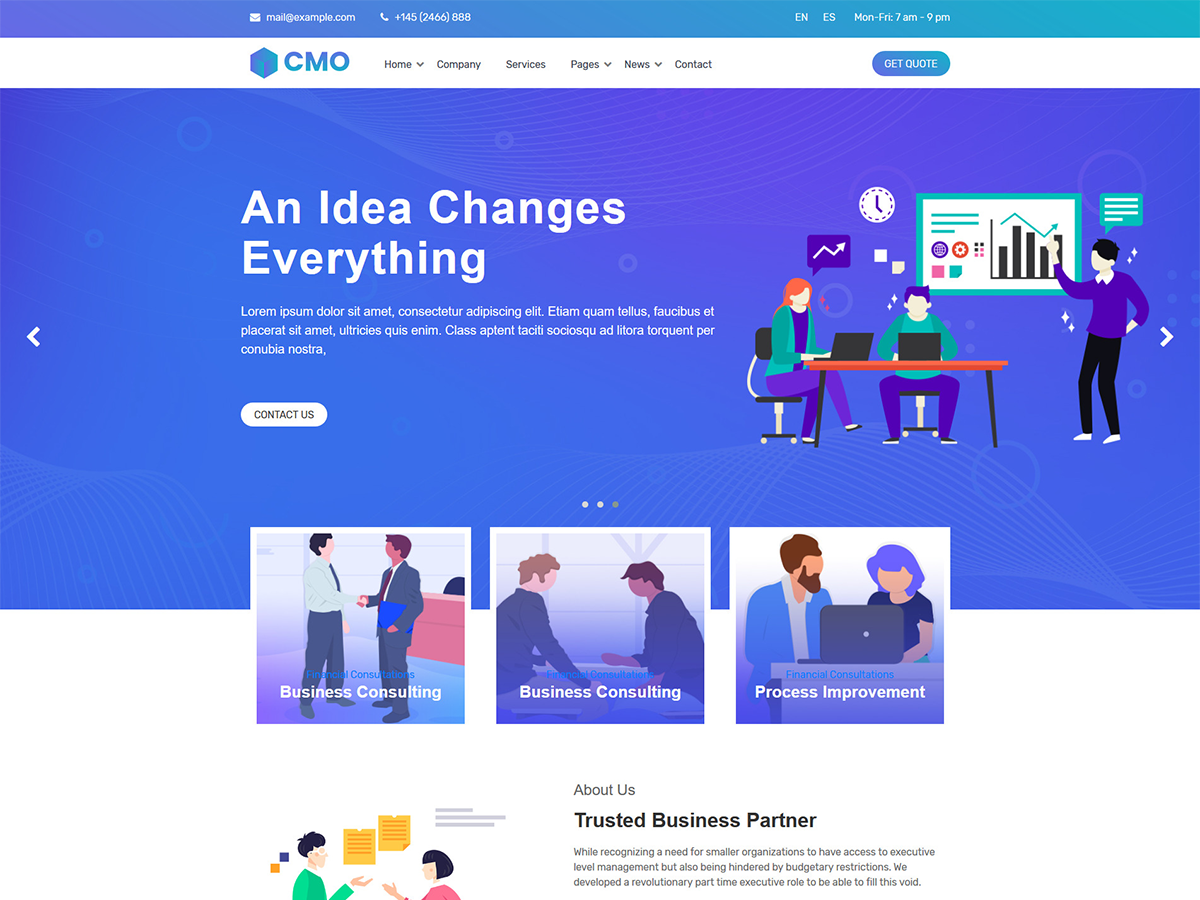 mail@example.com +145 (2466) 888 EN ES Mon-Fri: 7 am - 9 pm
CMO Home Company Services Pages News Contact GET QUOTE
An Idea Changes
Everything
Lorem ipsum dolor sit amet, consectetur adipiscing elit. Etiam quam tellus, faucibus et
placerat sit amet, ultricies quis enim. Class aptent taciti sociosqu ad litora torquent per
conubia nostra,
CONTACT US
Financial Consultations
Business Consulting
Financial Consultations
Business Consulting
Financial Consultations
Process Improvement
About Us
Trusted Business Partner
While recognizing a need for smaller organizations to have access to executive
level management but also being hindered by budgetary restrictions. We
developed a revolutionary part time executive role to be able to fill this void.